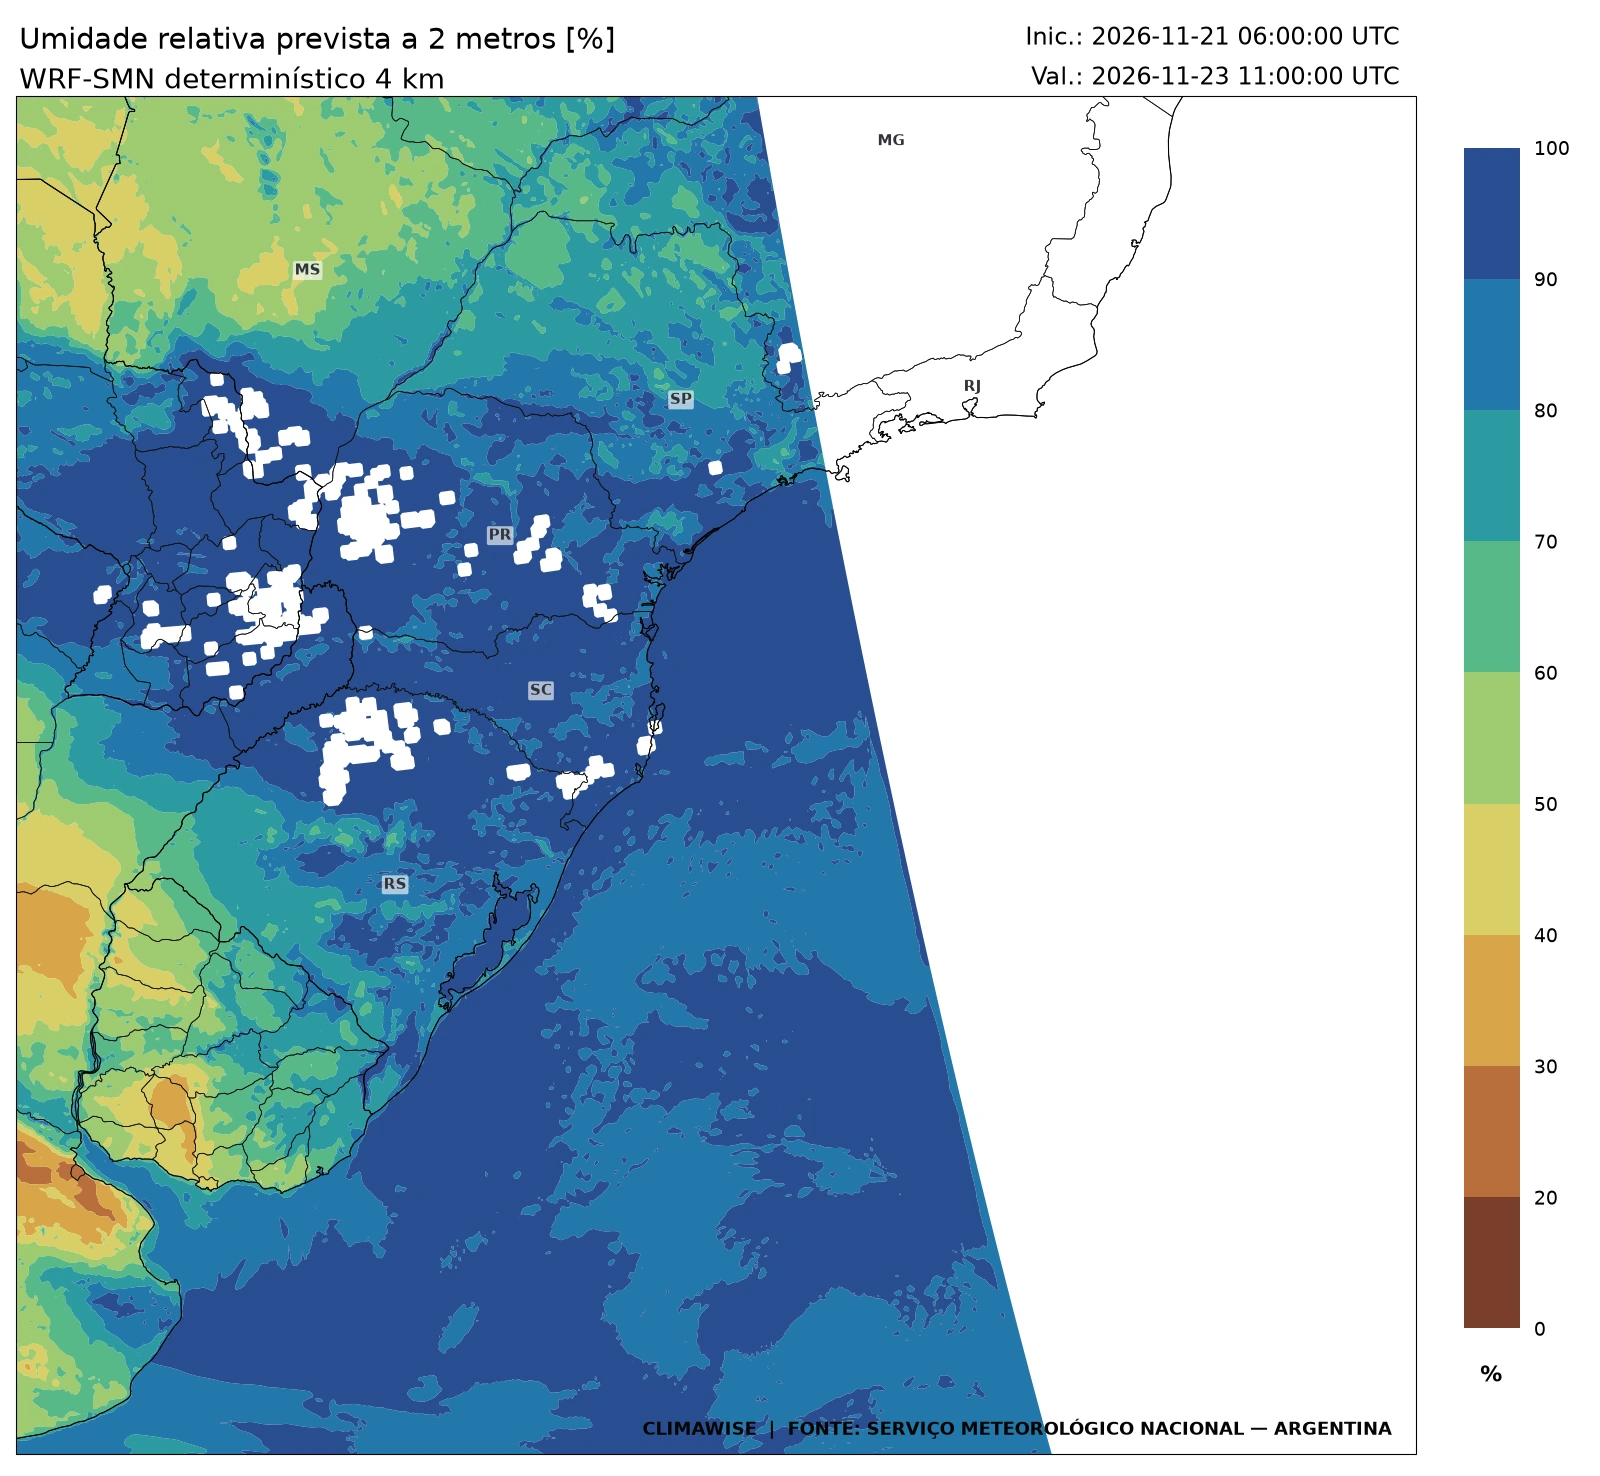 Umidade relativa prevista a 2 metros [%]
WRF-SMN determinístico 4 km
Inic.: 2026-11-21 06:00:00 UTC
Val.: 2026-11-23 11:00:00 UTC
MG
MS
RJ
SP
PR
SC
RS
100
90
80
70
60
50
40
30
20
0
%
CLIMAWISE | FONTE: SERVIÇO METEOROLÓGICO NACIONAL — ARGENTINA